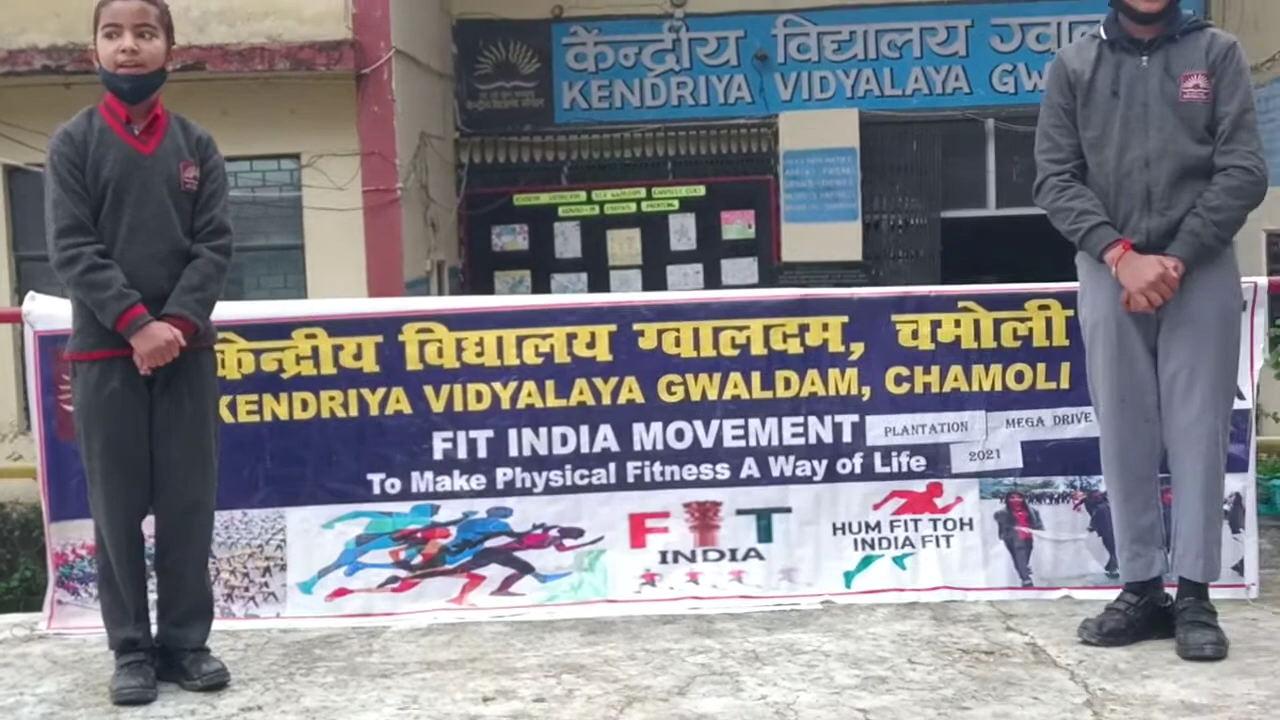 केन्द्रीय विद्यालय ग्वाल
KENDRIYA VIDYALAYA GW
केन्द्रीय विद्यालय ग्वालदम, चमोली
KENDRIYA VIDYALAYA GWALDAM, CHAMOLI
FIT INDIA MOVEMENT PLANTATION MEGA DRIVE
2021
To Make Physical Fitness A Way of Life
FIT
INDIA
HUM FIT TOH
INDIA FIT